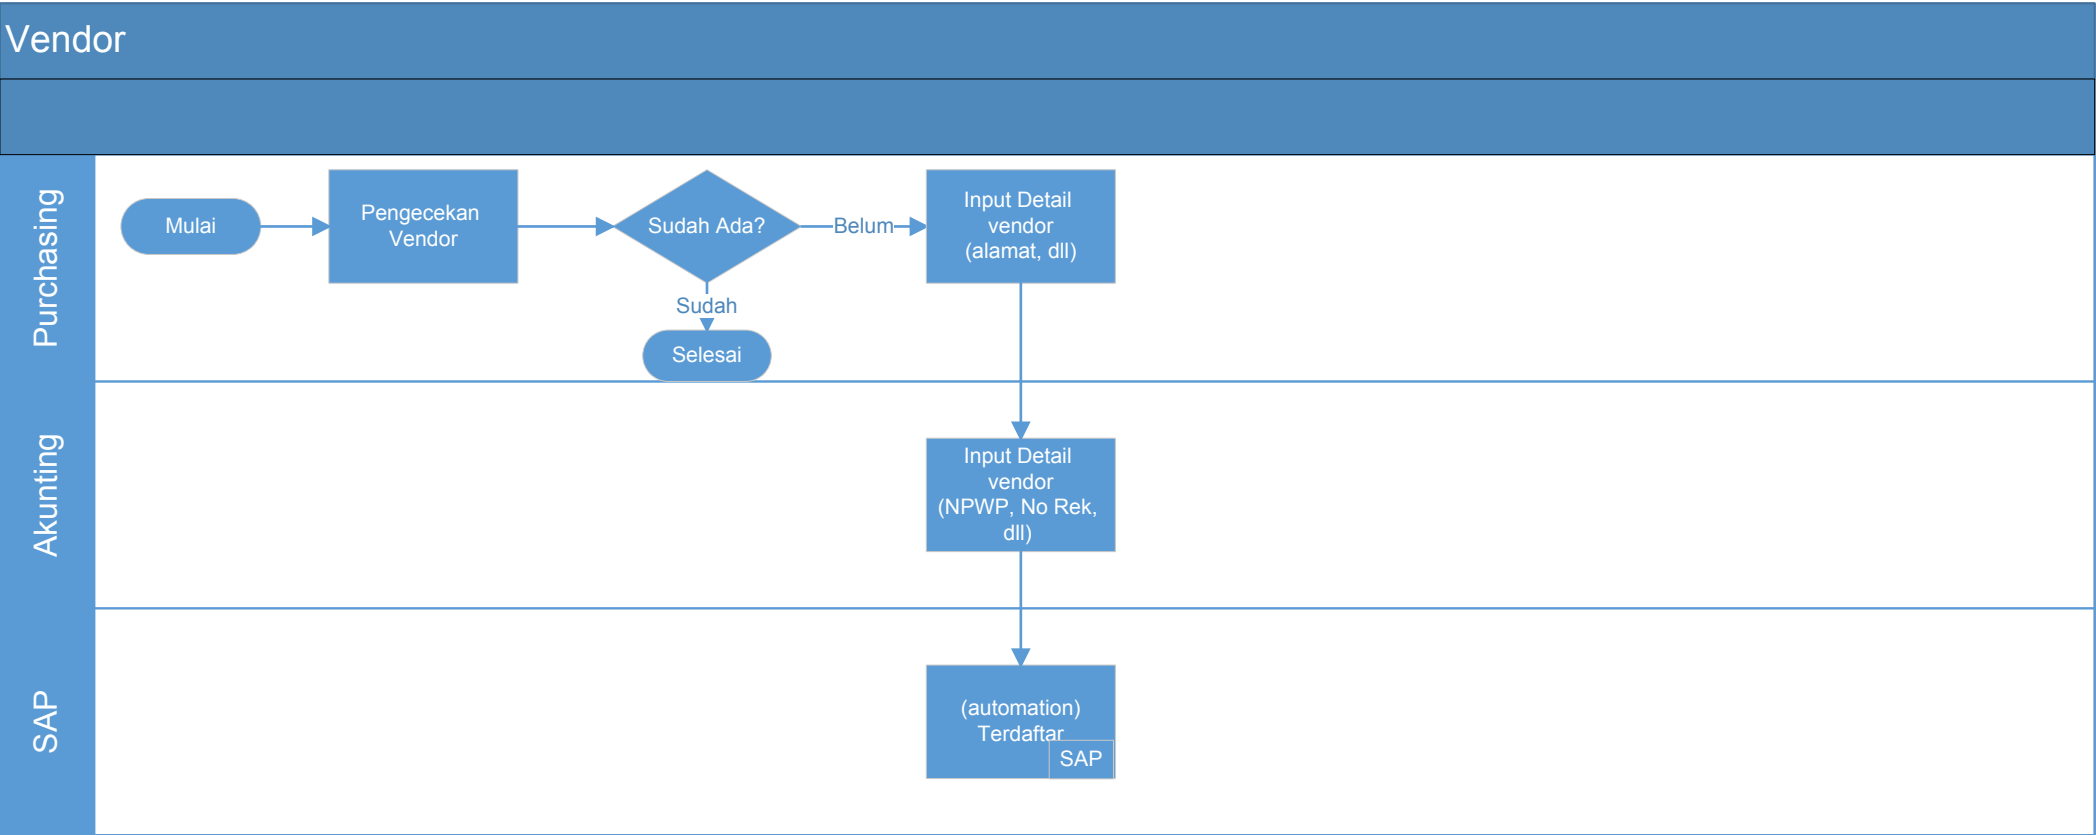 Vendor
Purchasing
Mulai
Pengecekan
Vendor
Sudah Ada?
Belum
Input Detail
vendor
(alamat, dll)
Sudah
Selesai
Akunting
Input Detail
vendor
(NPWP, No Rek,
dll)
SAP
(automation)
Terdaftar
SAP